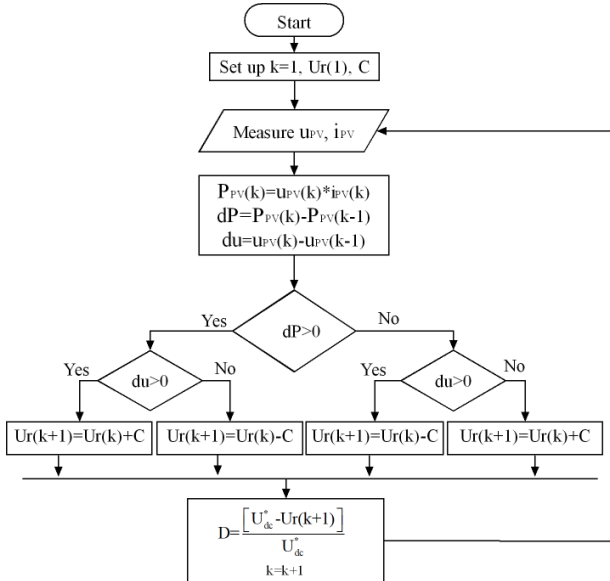 Start
Set up k=1, Ur(1), C
Measure uPV, iPV
PPV(k)=uPV(k)*iPV(k)
dP=PPV(k)-PPV(k-1)
du=uPV(k)-uPV(k-1)
Yes
dP>0
No
Yes
du>0
No
Yes
du>0
No
Ur(k+1)=Ur(k)+C
Ur(k+1)=Ur(k)-C
Ur(k+1)=Ur(k)-C
Ur(k+1)=Ur(k)+C
D=[U*dc-Ur(k+1)]
U*dc
k=k+1